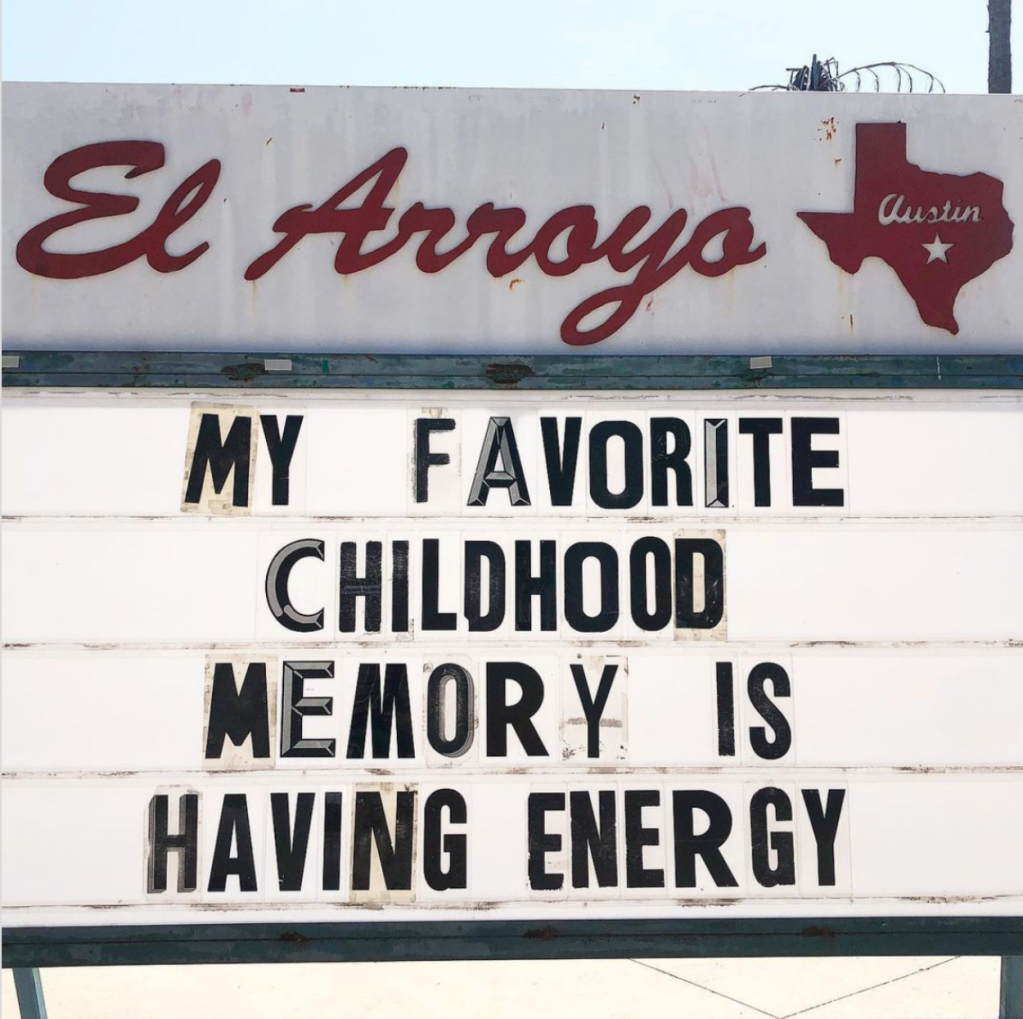 El Arroyo
Austin
MY FAVORITE
CHILDHOOD
MEMORY IS
HAVING ENERGY